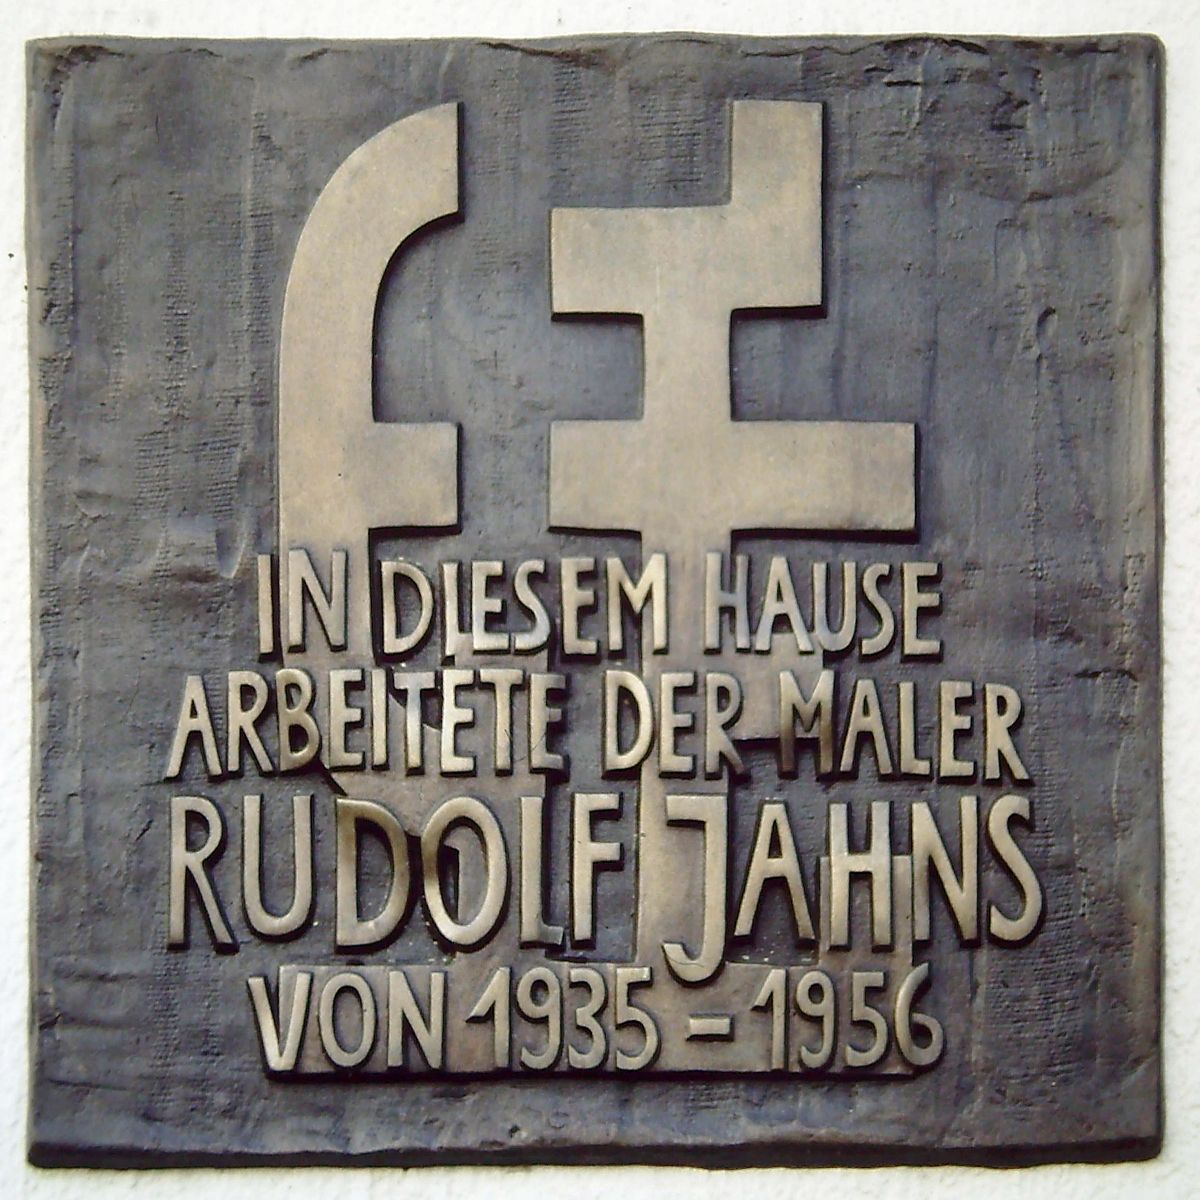 IN DIESEM HAUSE
ARBEITETE DER MALER
RUDOLF JAHNS
VON 1935-1956